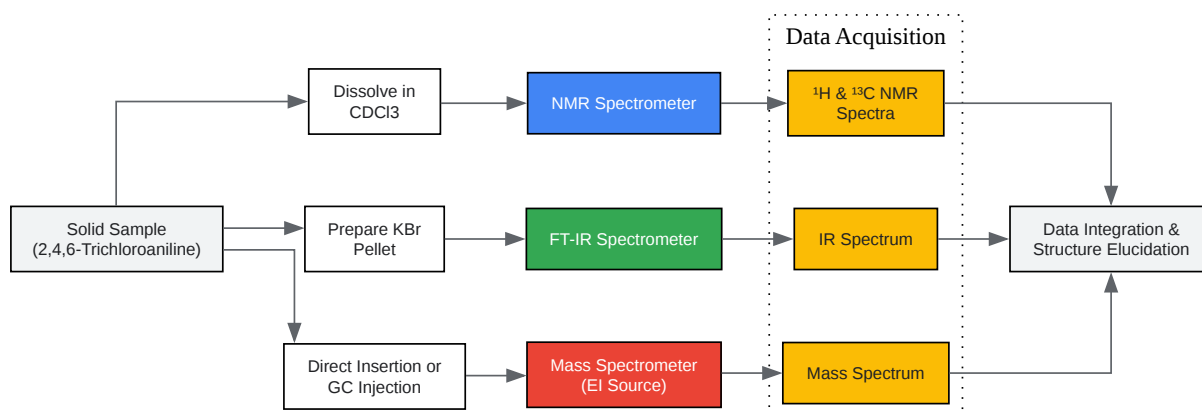 Data Acquisition
Dissolve in
CDCl3
NMR Spectrometer
¹H & ¹³C NMR
Spectra
Solid Sample
(2,4,6-Trichloroaniline)
Prepare KBr
Pellet
FT-IR Spectrometer
IR Spectrum
Data Integration &
Structure Elucidation
Direct Insertion or
GC Injection
Mass Spectrometer
(EI Source)
Mass Spectrum